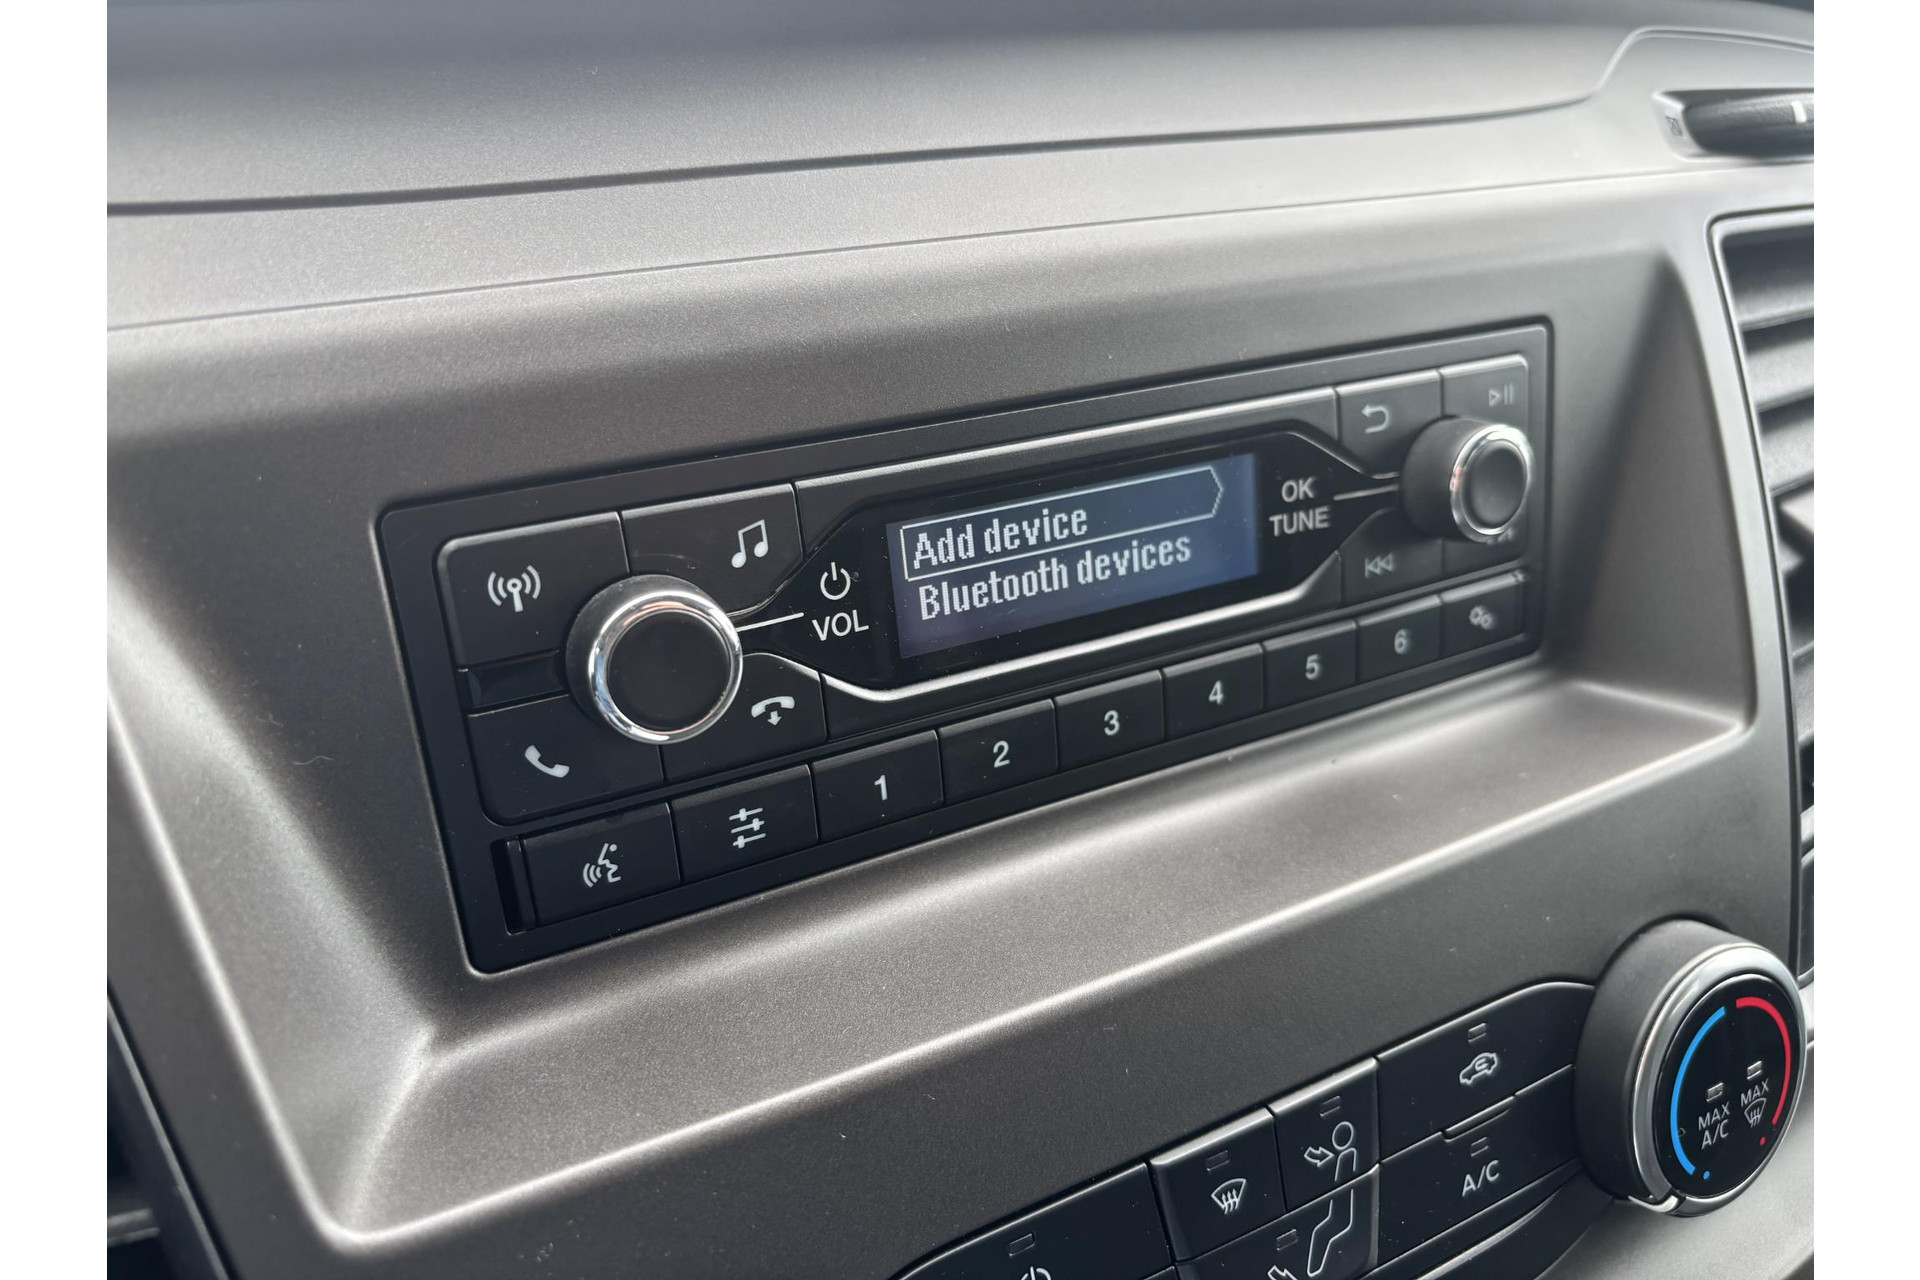 Add device
Bluetooth devices
OK
TUNE
VOL
1
2
3
4
5
6
MAX
A/C
MAX
A/C